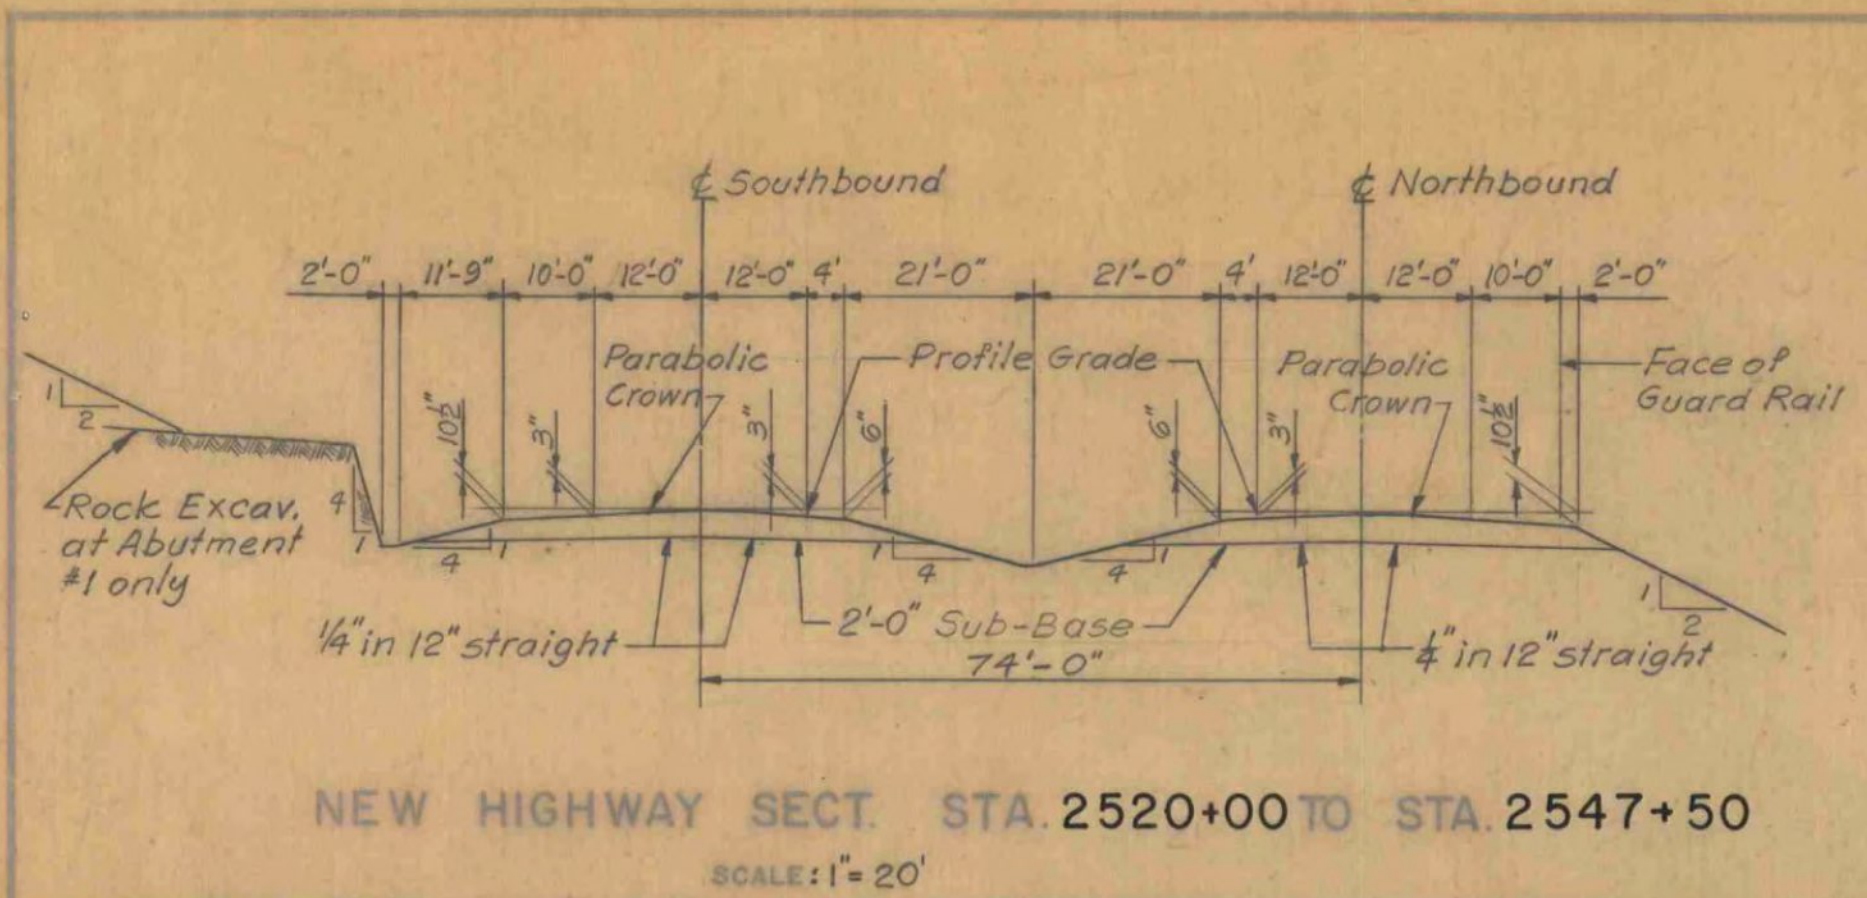 ℄ Southbound
℄ Northbound
2'-0" 11'-9" 10'-0" 12'-0" 12'-0" 4' 21'-0" 21'-0" 4' 12'-0" 12'-0" 10'-0" 2'-0"
Parabolic
Crown
Profile Grade
Parabolic
Crown
Face of
Guard Rail
1
2
10½"
3"
3"
6"
6"
3"
10½"
Rock Excav.
at Abutment
#1 only
4
1
4
1
1
4
4
1
1
2
1/4" in 12" straight
2'-0" Sub-Base
1/4" in 12" straight
74'-0"
NEW HIGHWAY SECT. STA. 2520+00 TO STA. 2547+50
SCALE: 1" = 20'